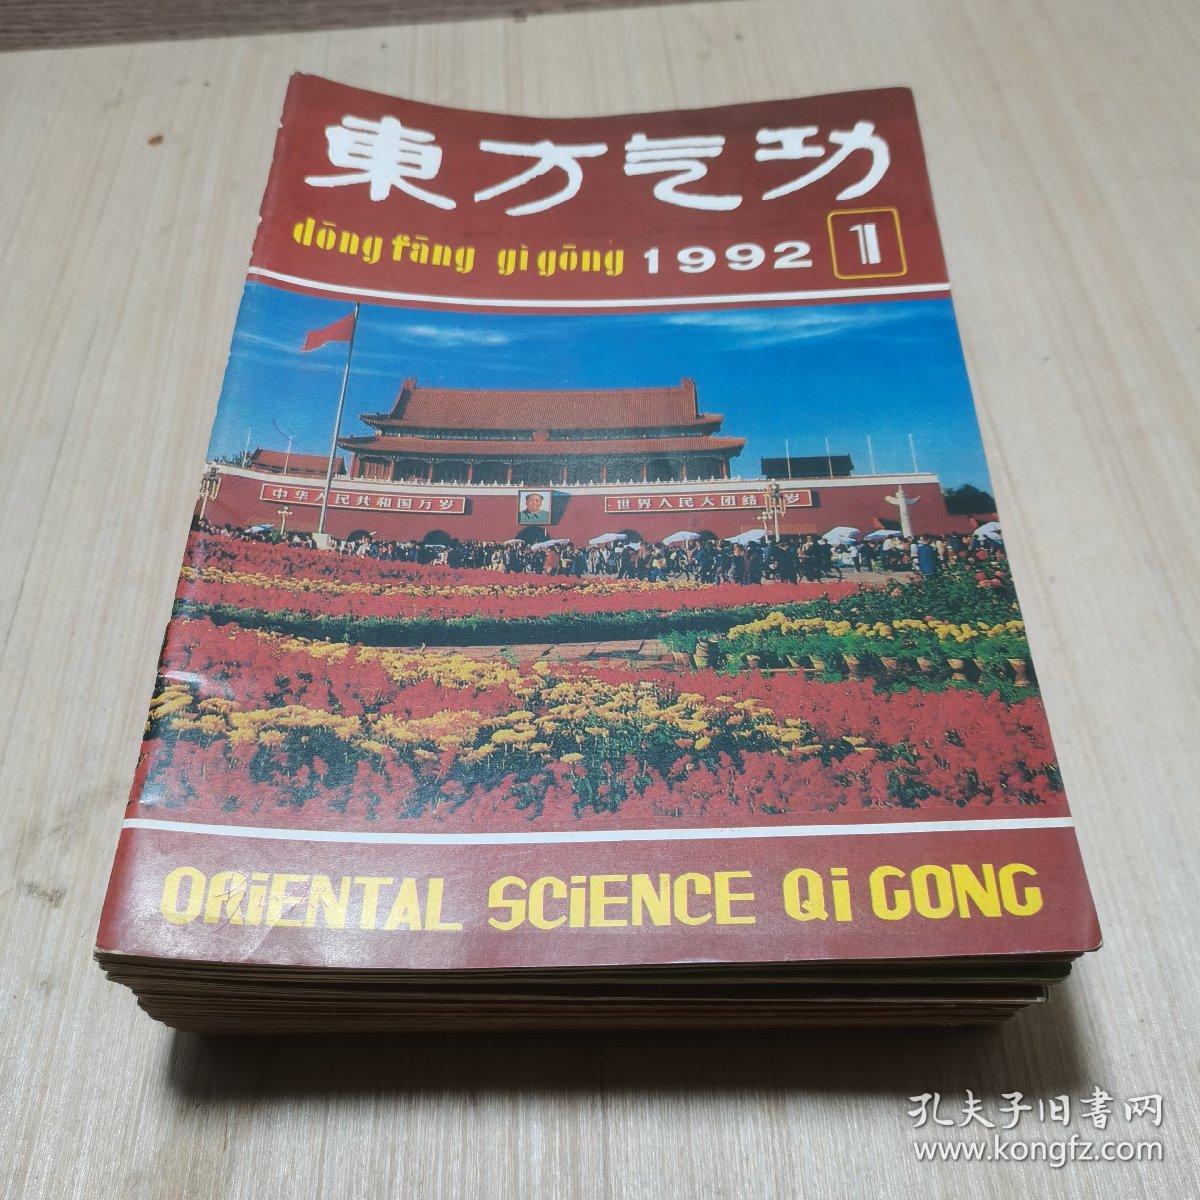 東方气功
dōng fāng qì gōng 1992 1
中华人民共和国万岁
世界人民大团结万岁
ORiENTAL SCiENCE Qi GONG
孔夫子旧書网
www.kongfz.com